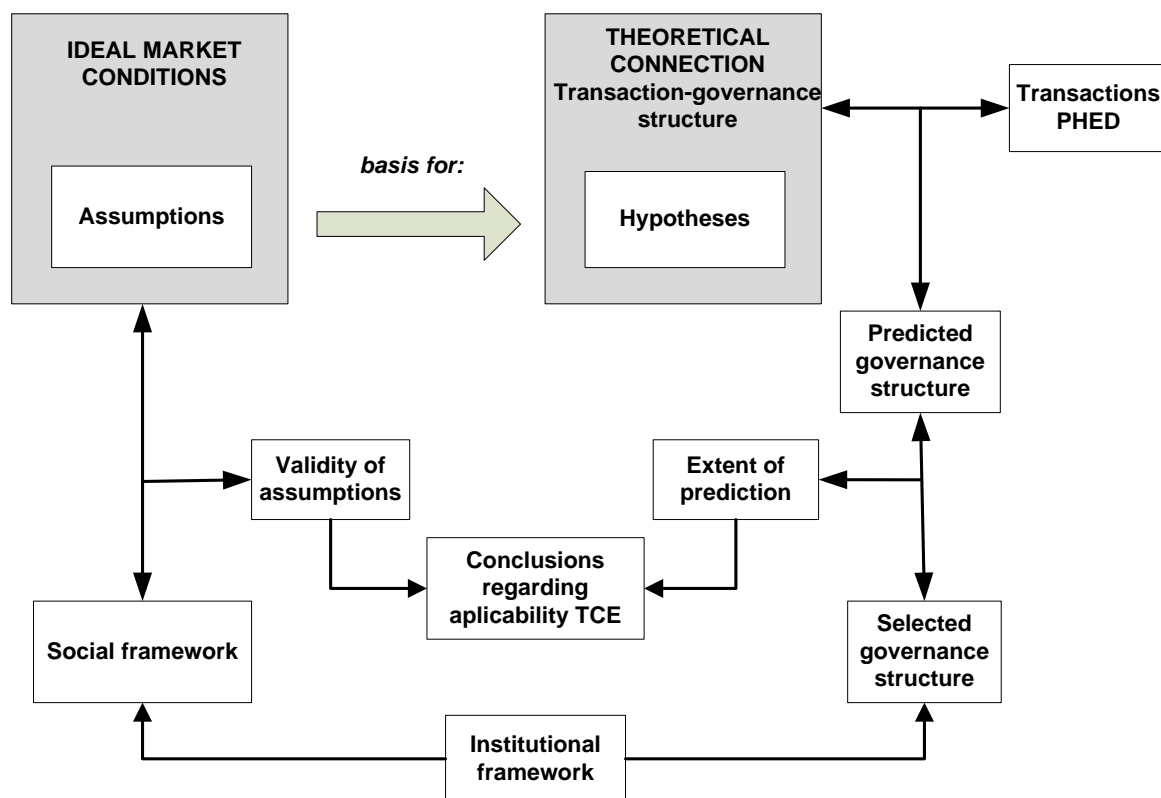 IDEAL MARKET
CONDITIONS
Assumptions
basis for:
THEORETICAL
CONNECTION
Transaction-governance
structure
Hypotheses
Transactions
PHED
Predicted
governance
structure
Validity of
assumptions
Extent of
prediction
Conclusions
regarding
aplicability TCE
Social framework
Selected
governance
structure
Institutional
framework